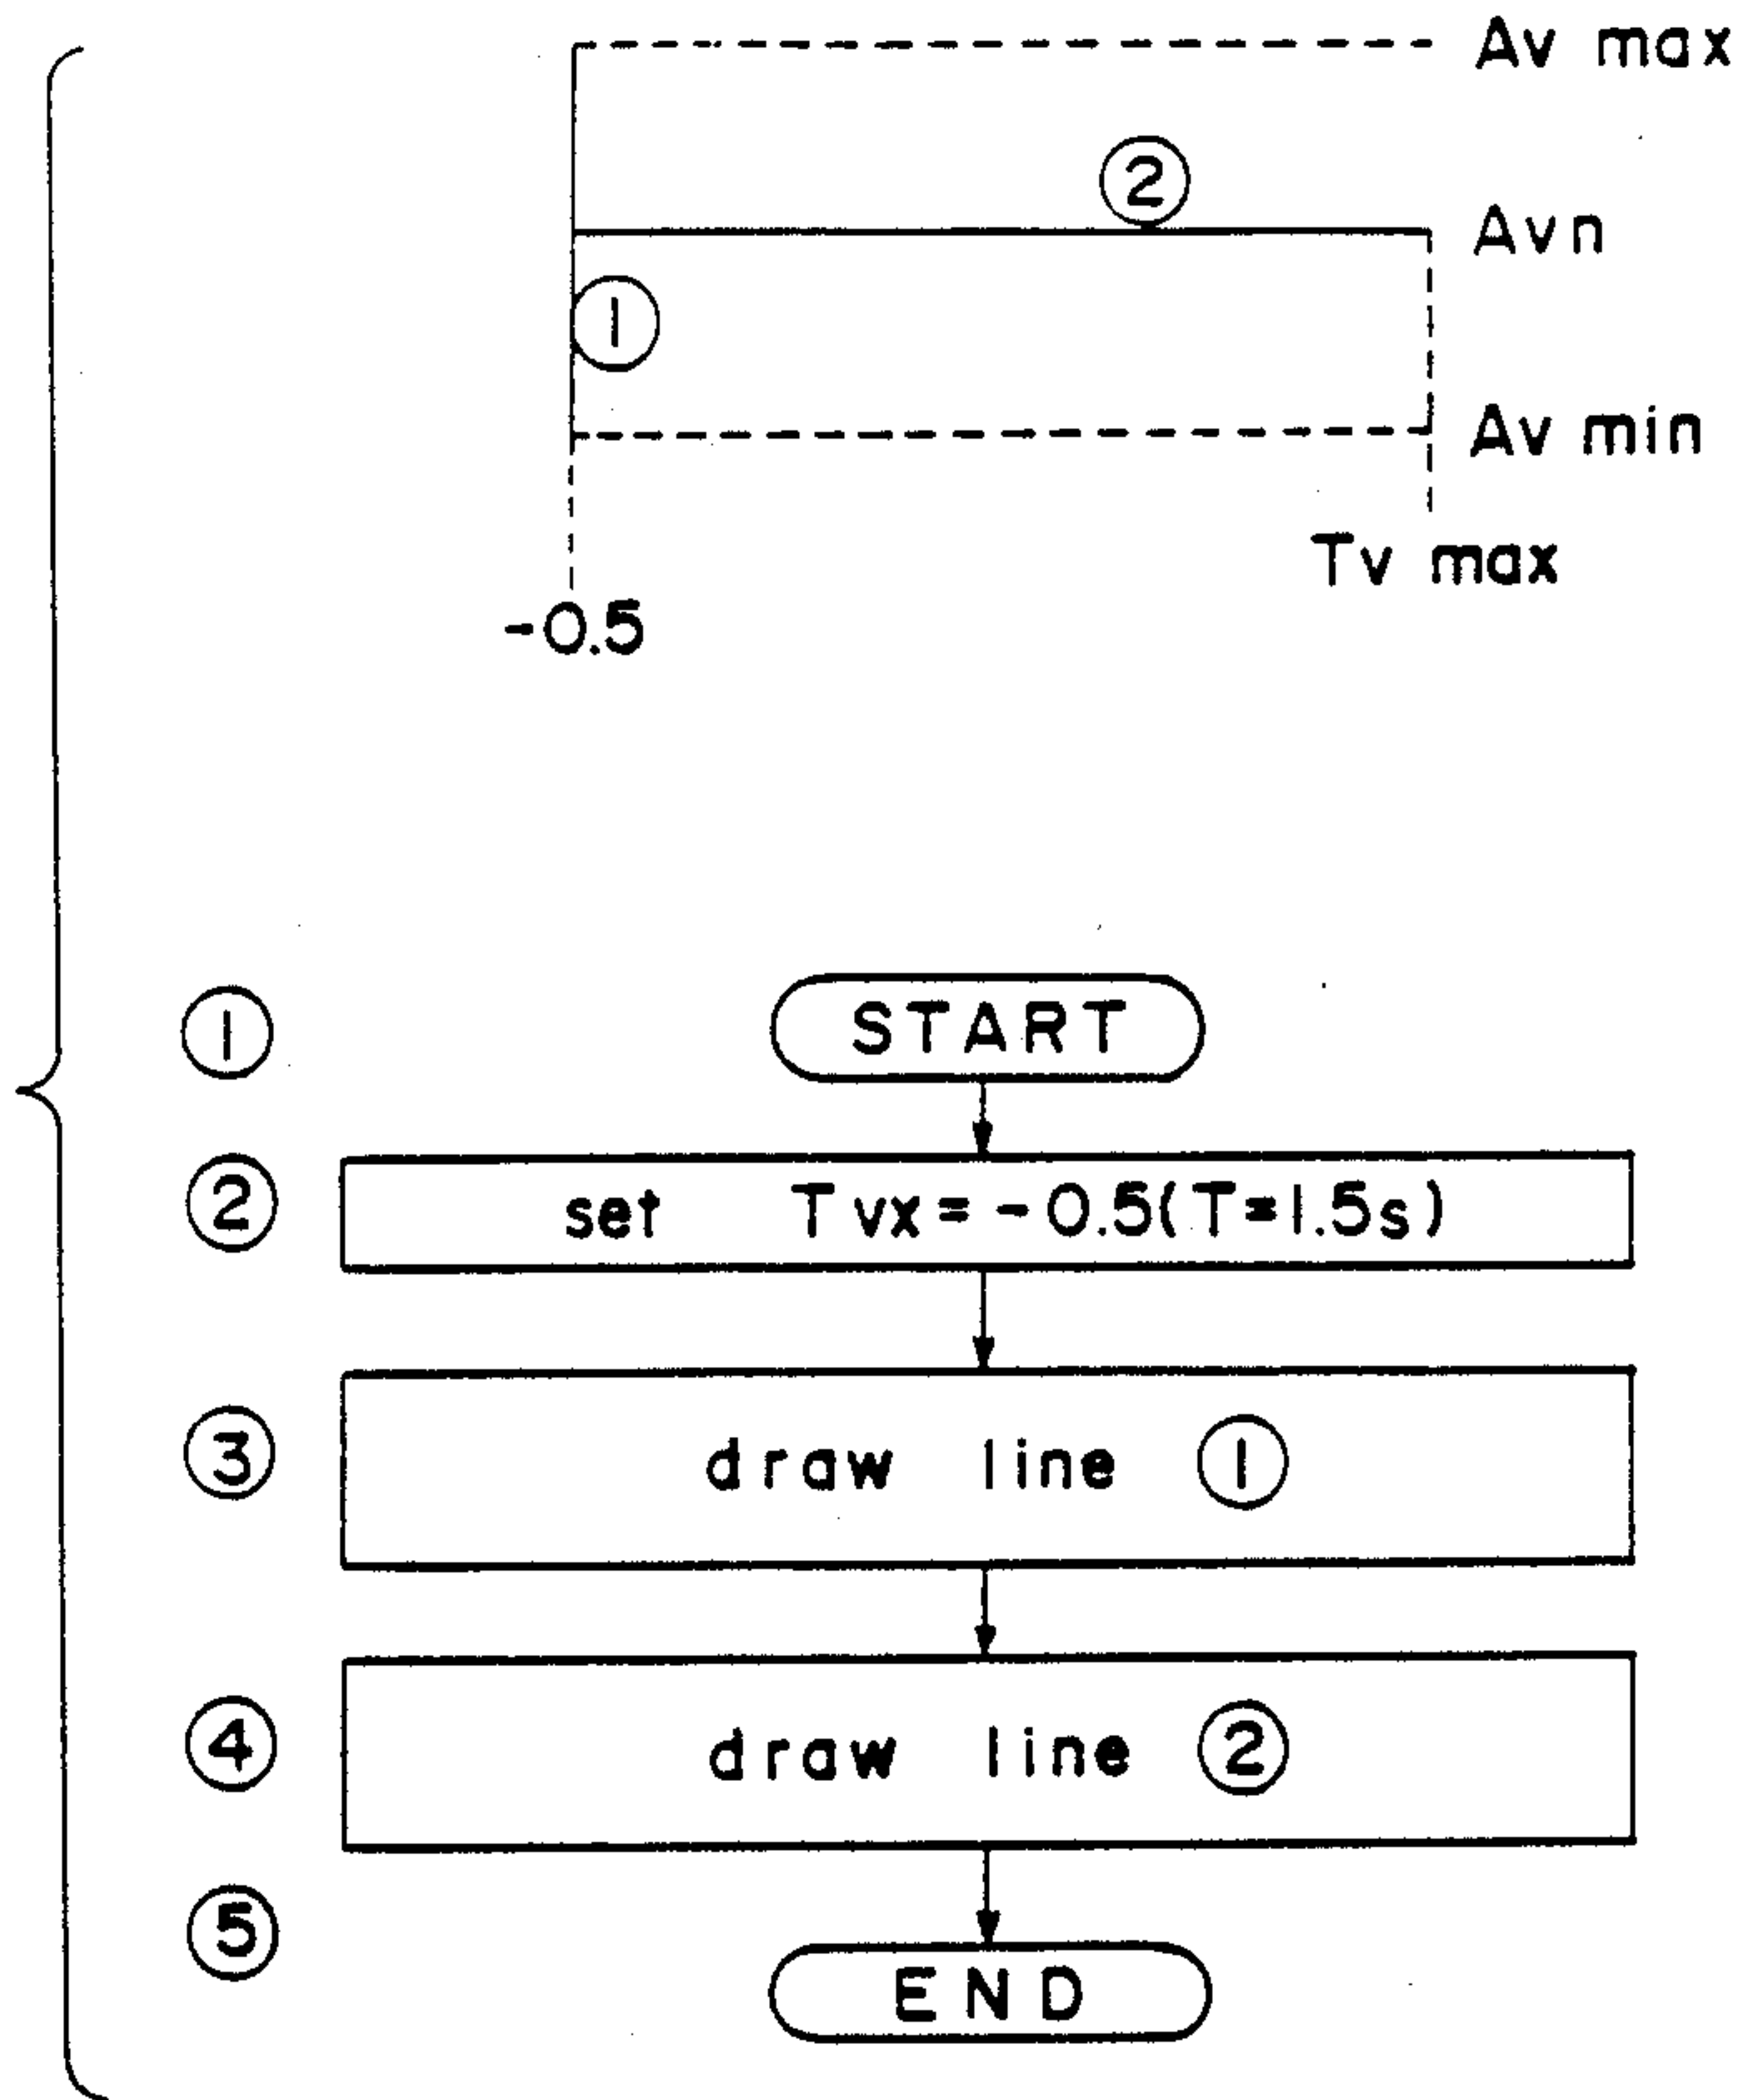 Av max
②
Avn
①
Av min
Tv max
-0.5
① START
② set Tvx=-0.5(T=1.5s)
③ draw line ①
④ draw line ②
⑤
END